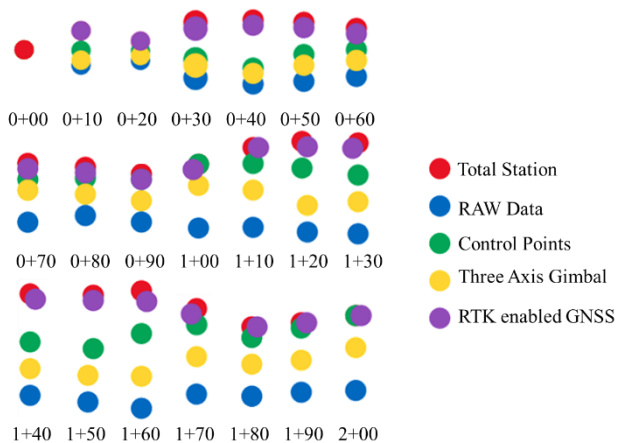 0+00 0+10 0+20 0+30 0+40 0+50 0+60
0+70 0+80 0+90 1+00 1+10 1+20 1+30
1+40 1+50 1+60 1+70 1+80 1+90 2+00
Total Station
RAW Data
Control Points
Three Axis Gimbal
RTK enabled GNSS